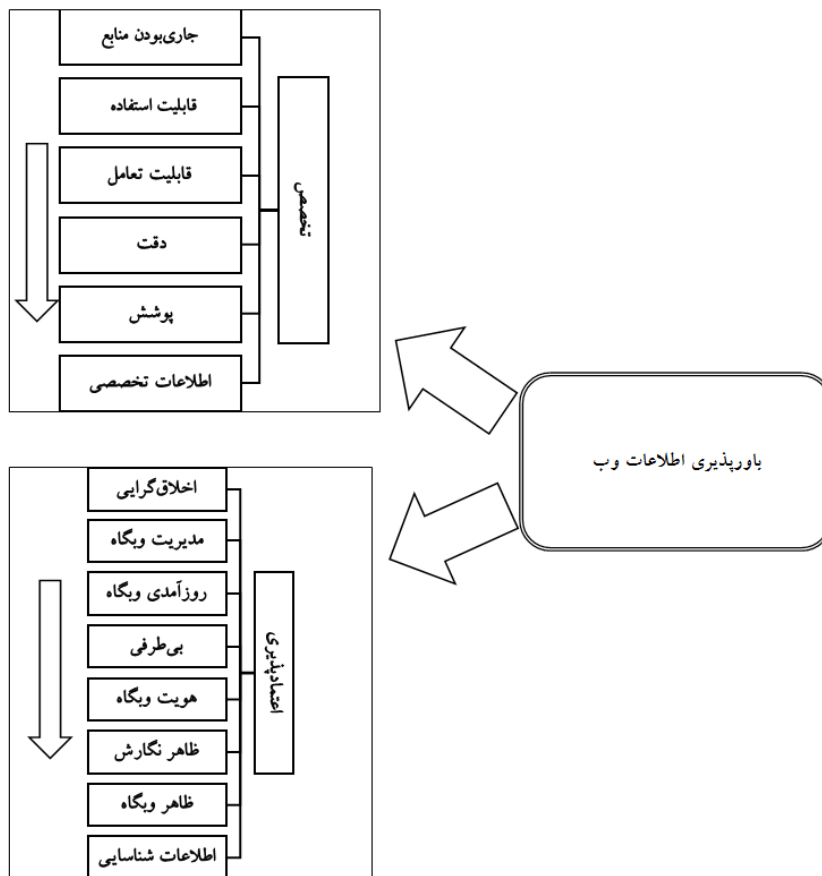 باورپذیری اطلاعات وب
تخصص
جاری‌بودن منابع
قابلیت استفاده
قابلیت تعامل
دقت
پوشش
اطلاعات تخصصی
اعتمادپذیری
اخلاق‌گرایی
مدیریت وبگاه
روزآمدی وبگاه
بی‌طرفی
هویت وبگاه
ظاهر نگارش
ظاهر وبگاه
اطلاعات شناسایی